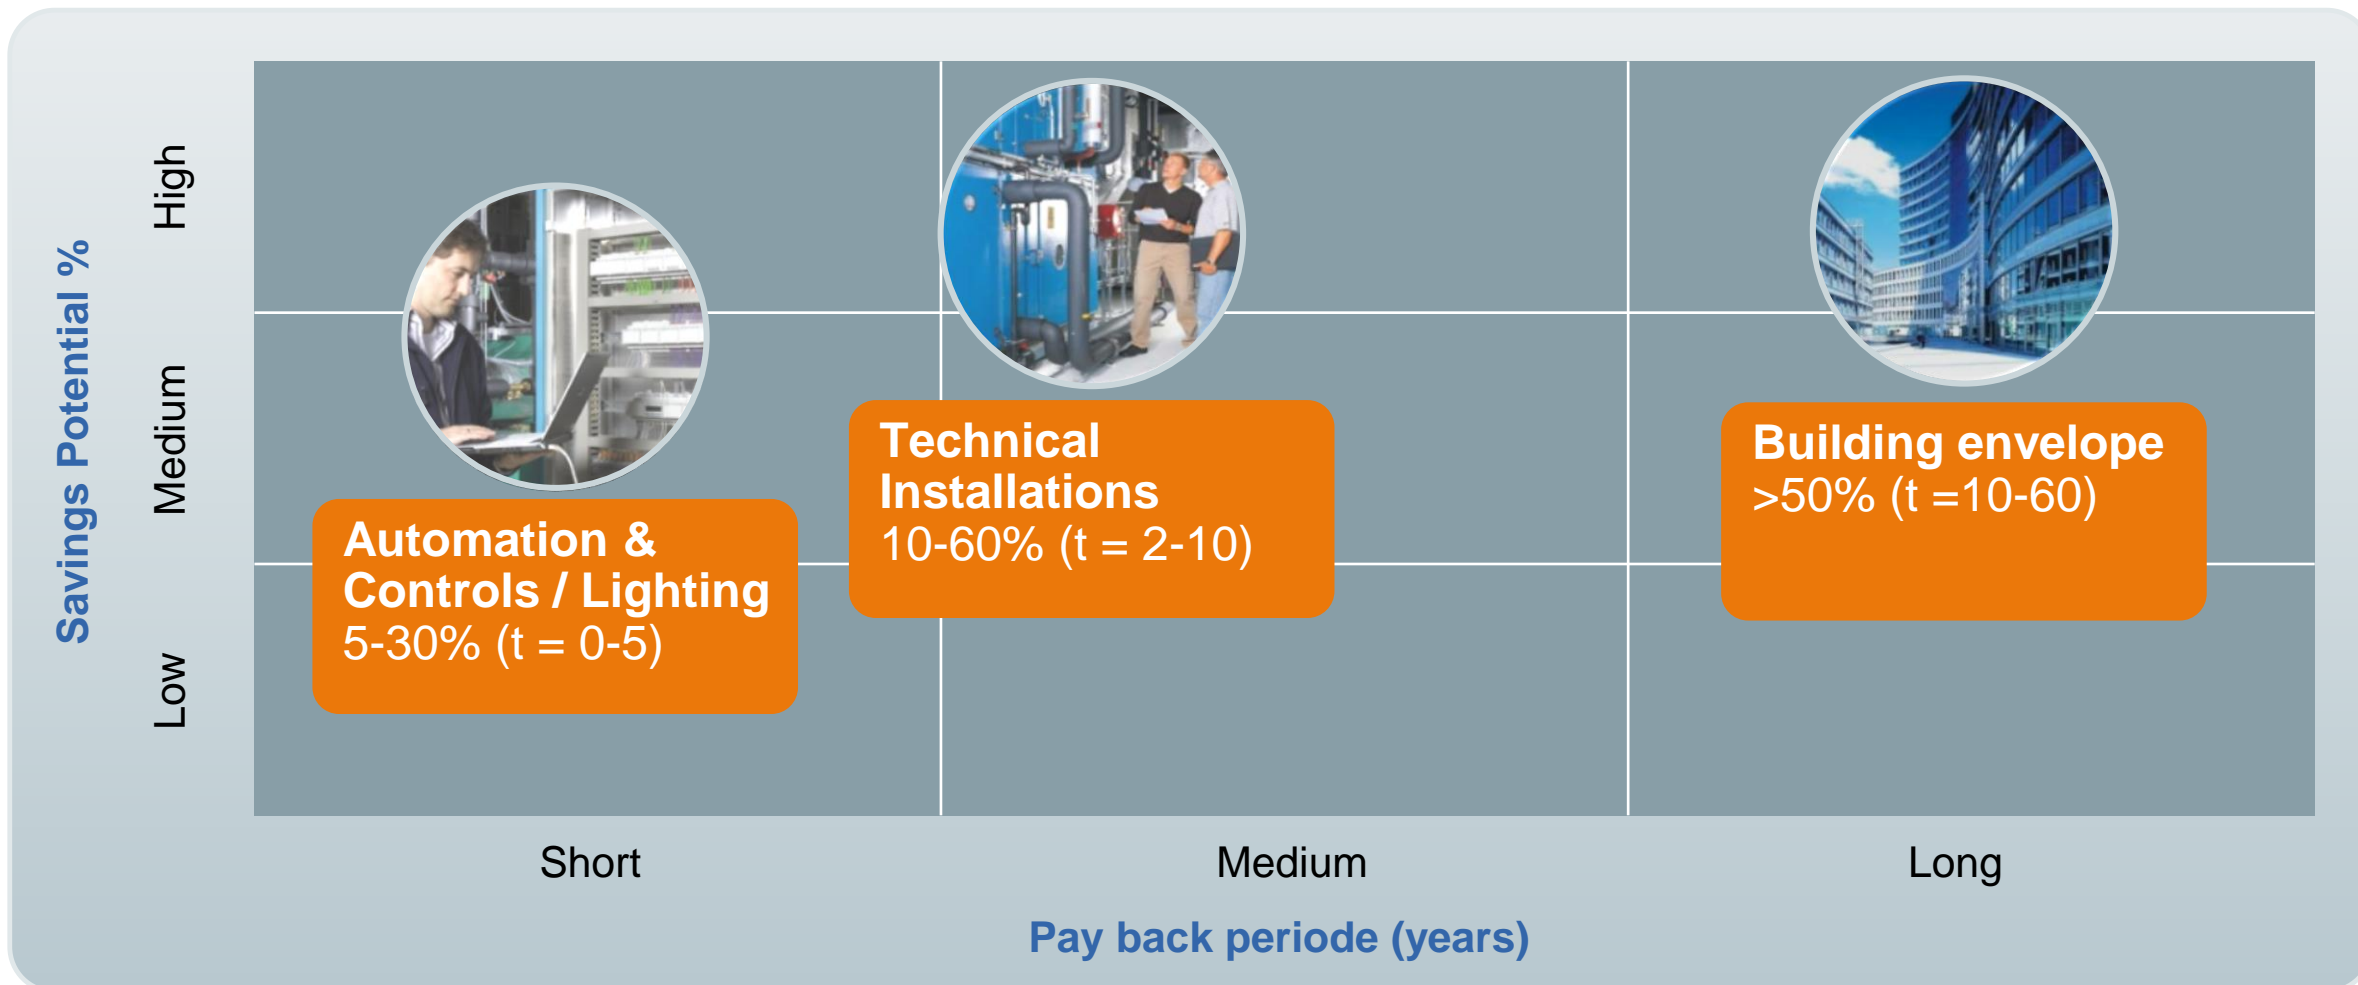 Savings Potential %
High
Medium
Low
Automation &
Controls / Lighting
5-30% (t = 0-5)
Technical
Installations
10-60% (t = 2-10)
Building envelope
>50% (t =10-60)
Short
Medium
Long
Pay back periode (years)